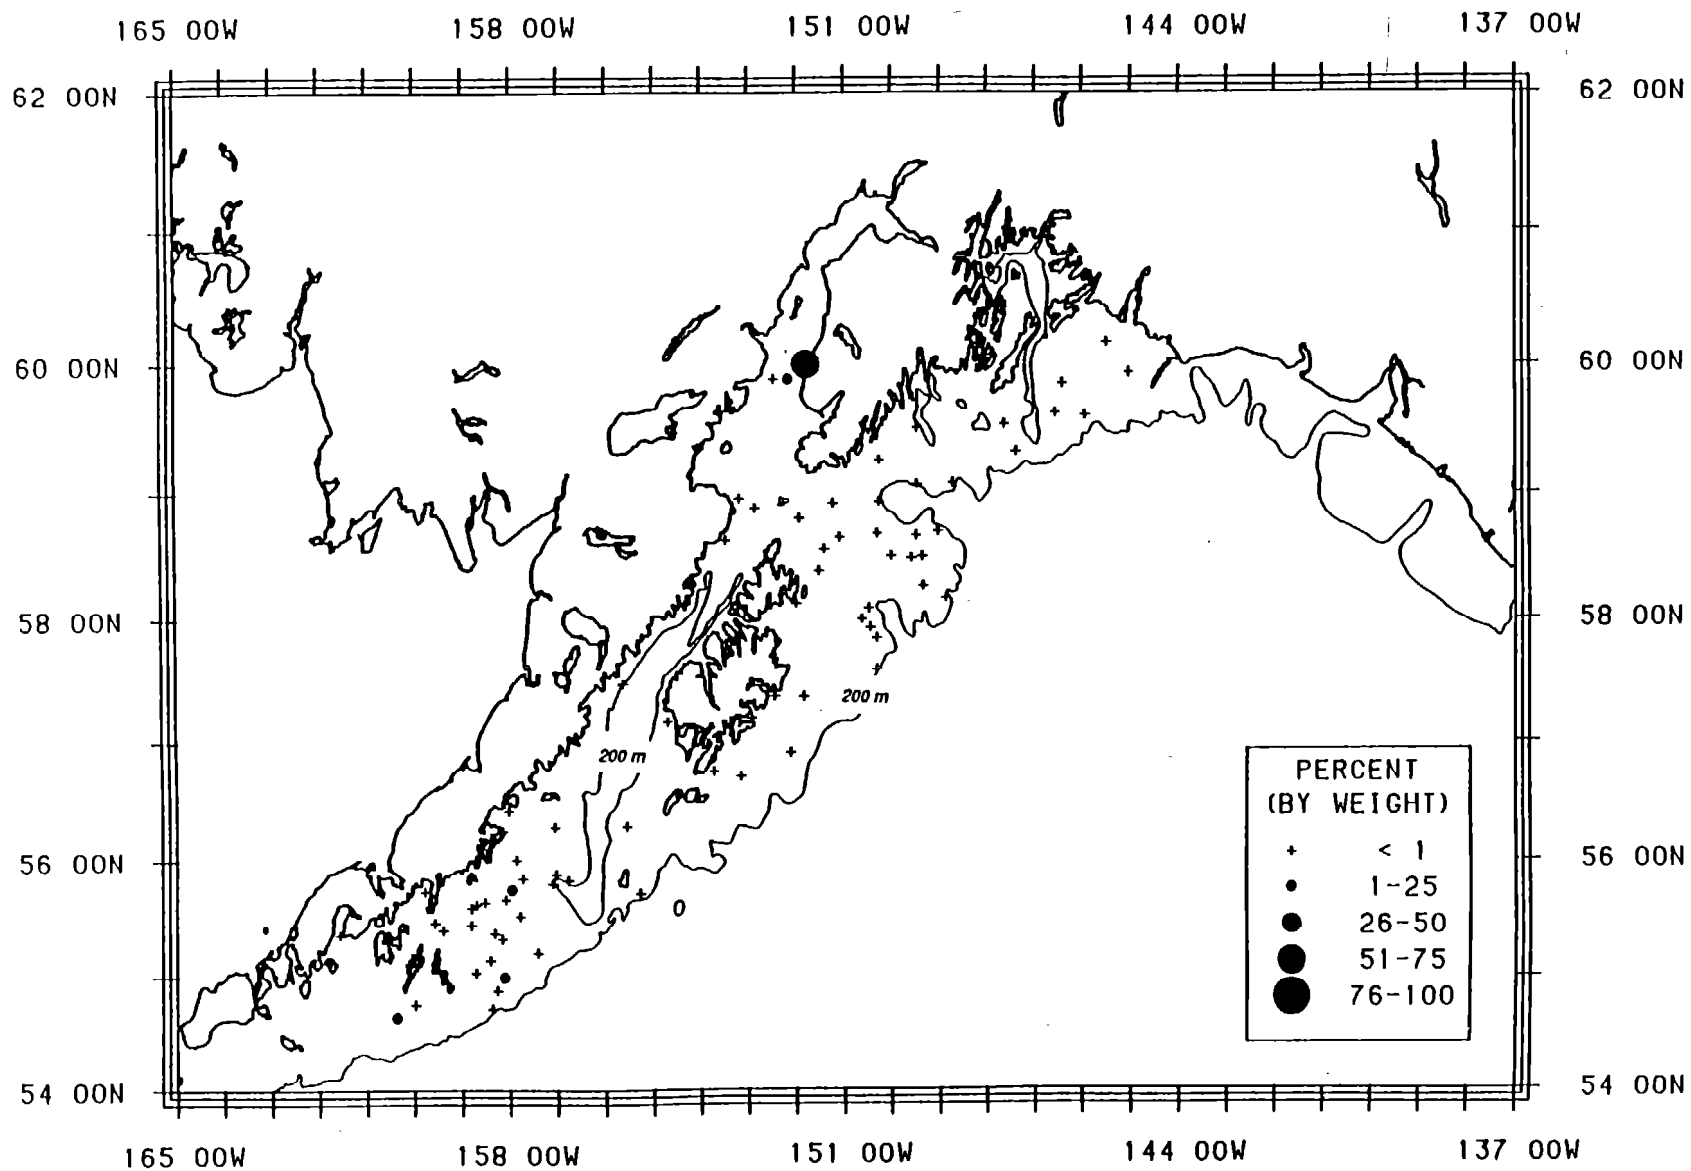 165 00W 158 00W 151 00W 144 00W 137 00W
62 00N 62 00N
60 00N 60 00N
58 00N 58 00N
200 m
200 m
PERCENT
(BY WEIGHT)
+ < 1
1-25
26-50
51-75
76-100
56 00N 56 00N
54 00N 54 00N
165 00W 158 00W 151 00W 144 00W 137 00W